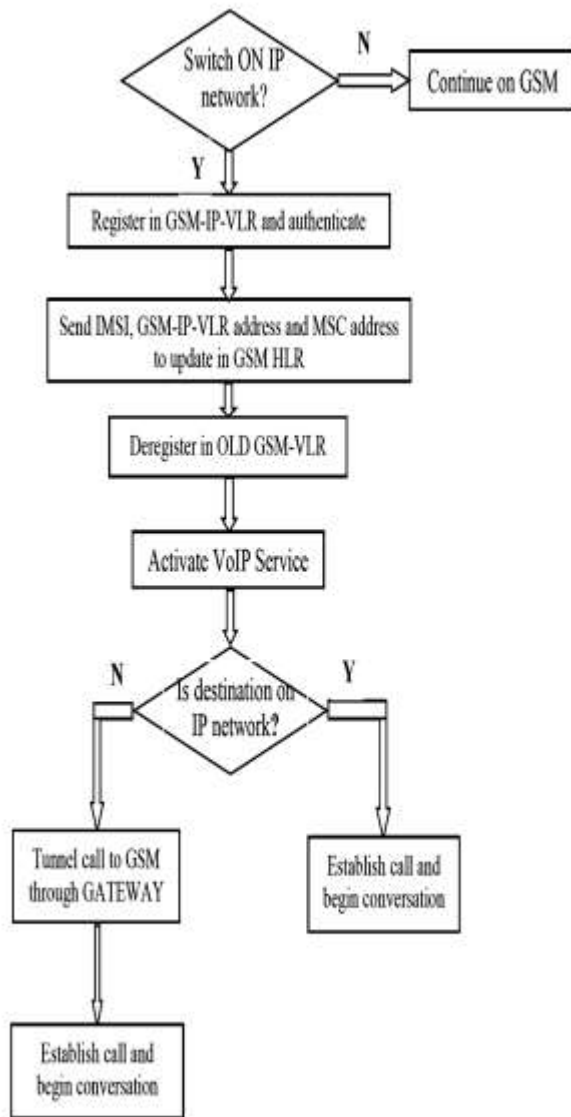 N
Switch ON IP
network?
Continue on GSM
Y
Register in GSM-IP-VLR and authenticate
Send IMSI, GSM-IP-VLR address and MSC address
to update in GSM HLR
Deregister in OLD GSM-VLR
Activate VoIP Service
N
Y
Is destination on
IP network?
Tunnel call to GSM
through GATEWAY
Establish call and
begin conversation
Establish call and
begin conversation